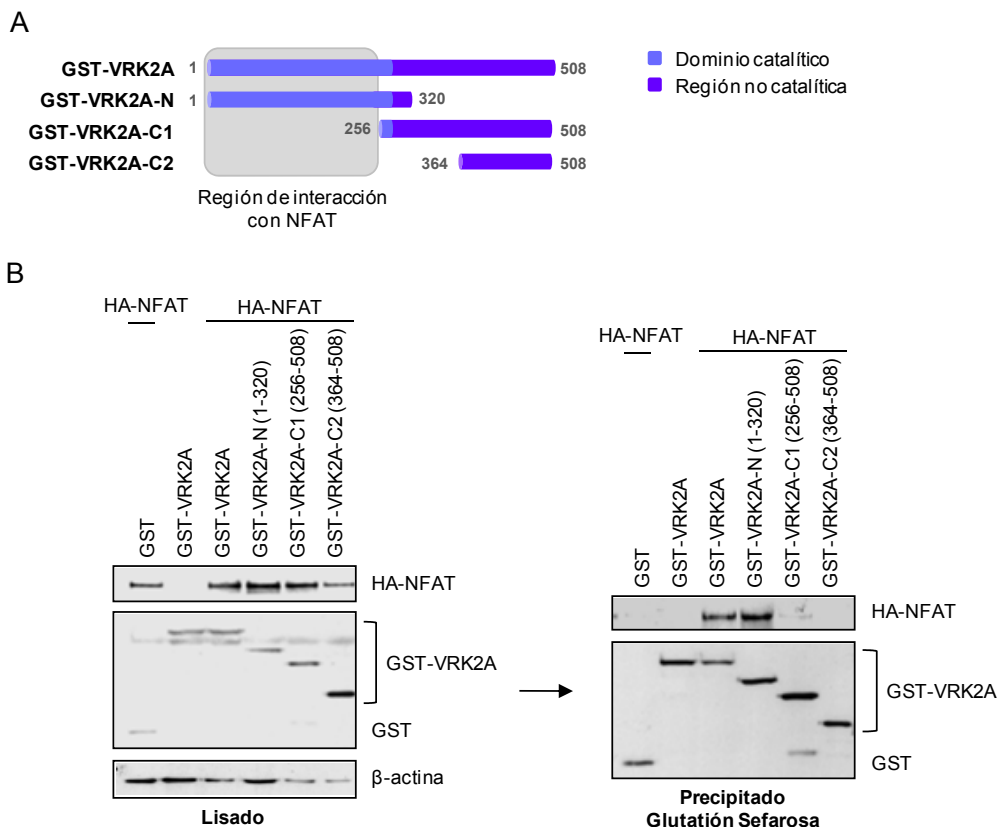 A
GST-VRK2A 1 508
GST-VRK2A-N 1 320
GST-VRK2A-C1 256 508
GST-VRK2A-C2 364 508
Dominio catalítico
Región no catalítica
Región de interacción
con NFAT
B
HA-NFAT HA-NFAT
GST
GST-VRK2A
GST-VRK2A
GST-VRK2A-N (1-320)
GST-VRK2A-C1 (256-508)
GST-VRK2A-C2 (364-508)
HA-NFAT
GST-VRK2A
GST
β-actina
Lisado
HA-NFAT HA-NFAT
GST
GST-VRK2A
GST-VRK2A
GST-VRK2A-N (1-320)
GST-VRK2A-C1 (256-508)
GST-VRK2A-C2 (364-508)
HA-NFAT
GST-VRK2A
GST
Precipitado
Glutatión Sefarosa